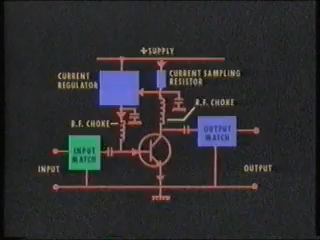 +SUPPLY
CURRENT
REGULATOR
CURRENT SAMPLING
RESISTOR
R.F. CHOKE
R.F. CHOKE
OUTPUT
MATCH
INPUT
MATCH
INPUT
OUTPUT